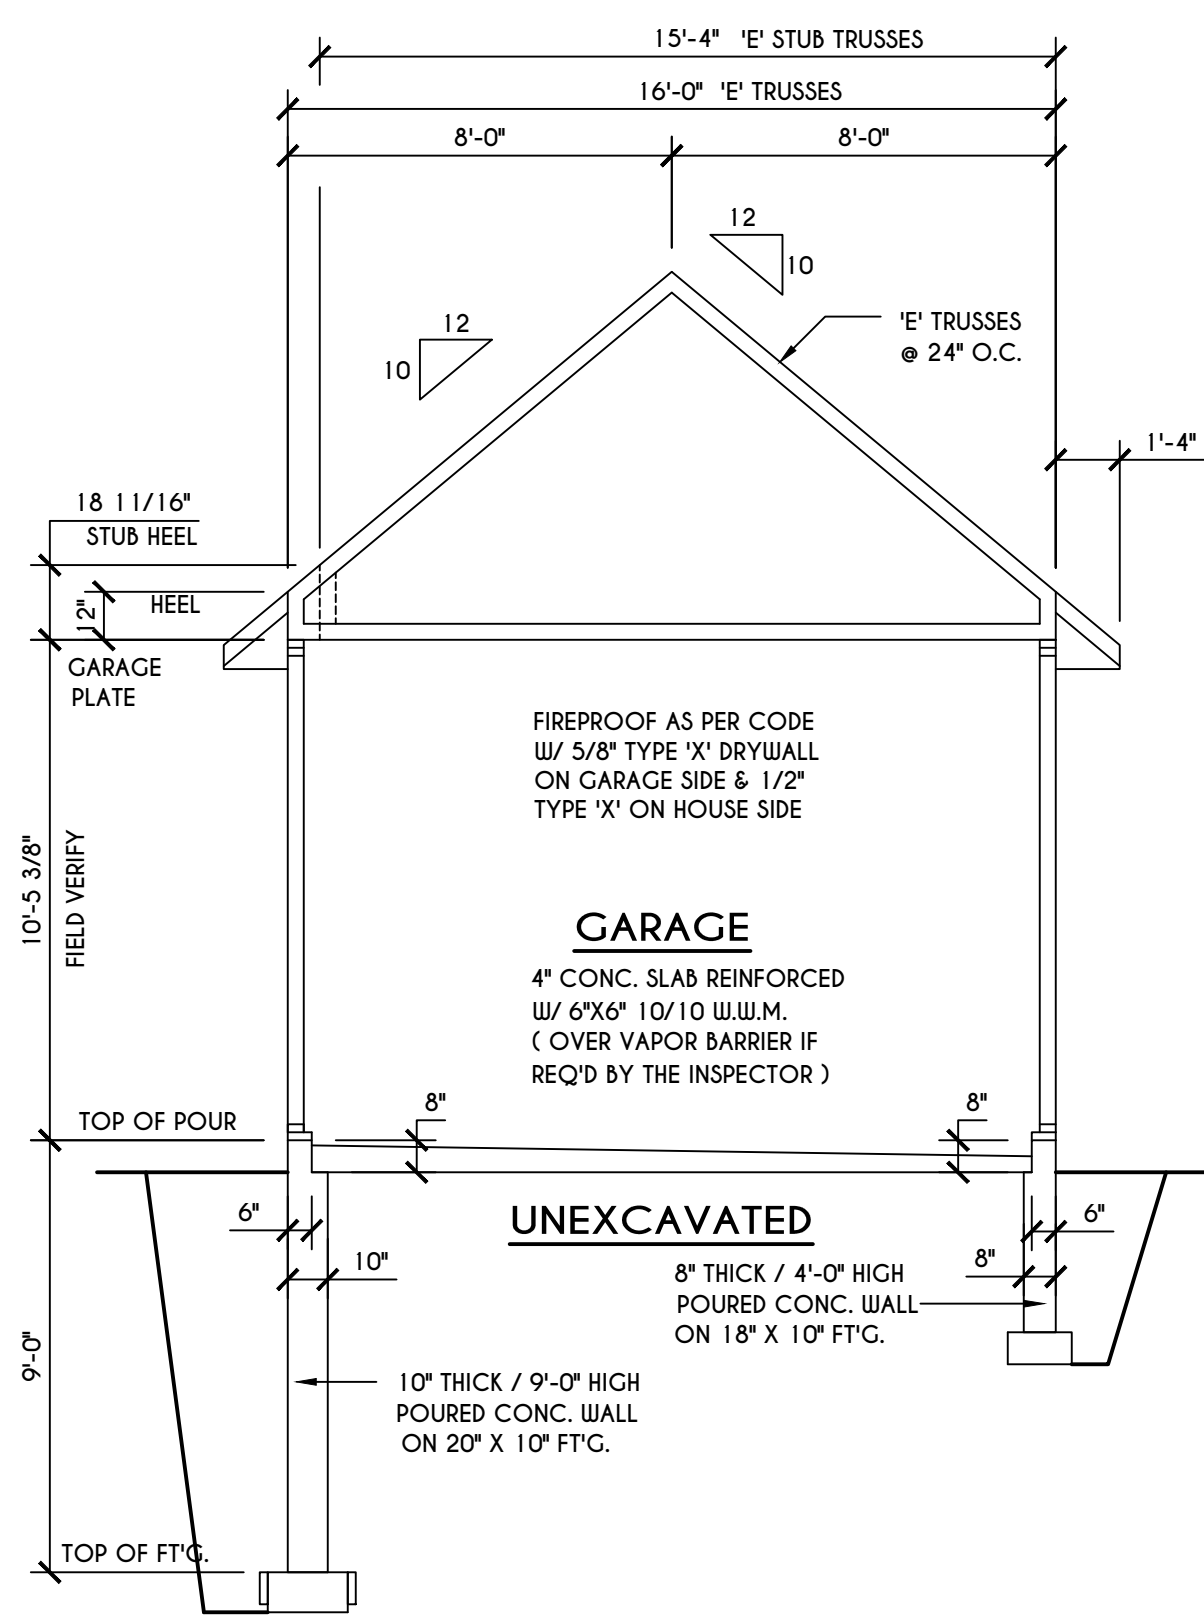 15'-4" 'E' STUB TRUSSES
16'-0" 'E' TRUSSES
8'-0" 8'-0"
12
10
12
10
'E' TRUSSES
@ 24" O.C.
1'-4"
18 11/16"
STUB HEEL
12"
HEEL
GARAGE
PLATE
FIREPROOF AS PER CODE
W/ 5/8" TYPE 'X' DRYWALL
ON GARAGE SIDE & 1/2"
TYPE 'X' ON HOUSE SIDE
10'-5 3/8"
FIELD VERIFY
GARAGE
4" CONC. SLAB REINFORCED
W/ 6"X6" 10/10 W.W.M.
( OVER VAPOR BARRIER IF
REQ'D BY THE INSPECTOR )
TOP OF POUR
8"
8"
6"
10"
UNEXCAVATED
6"
8"
8" THICK / 4'-0" HIGH
POURED CONC. WALL
ON 18" X 10" FT'G.
9'-0"
10" THICK / 9'-0" HIGH
POURED CONC. WALL
ON 20" X 10" FT'G.
TOP OF FT'G.